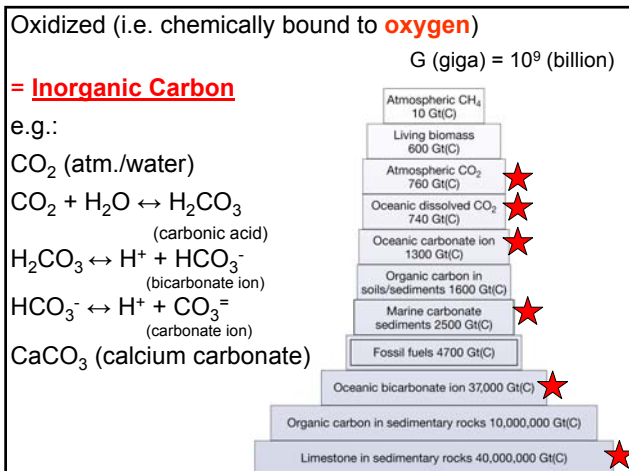 Oxidized (i.e. chemically bound to oxygen)
G (giga) = 10⁹ (billion)
= Inorganic Carbon
e.g.:
CO₂ (atm./water)
CO₂ + H₂O ↔ H₂CO₃
(carbonic acid)
H₂CO₃ ↔ H⁺ + HCO₃⁻
(bicarbonate ion)
HCO₃⁻ ↔ H⁺ + CO₃⁼
(carbonate ion)
CaCO₃ (calcium carbonate)
Atmospheric CH₄
10 Gt(C)
Living biomass
600 Gt(C)
Atmospheric CO₂
760 Gt(C)
Oceanic dissolved CO₂
740 Gt(C)
Oceanic carbonate ion
1300 Gt(C)
Organic carbon in
soils/sediments 1600 Gt(C)
Marine carbonate
sediments 2500 Gt(C)
Fossil fuels 4700 Gt(C)
Oceanic bicarbonate ion 37,000 Gt(C)
Organic carbon in sedimentary rocks 10,000,000 Gt(C)
Limestone in sedimentary rocks 40,000,000 Gt(C)